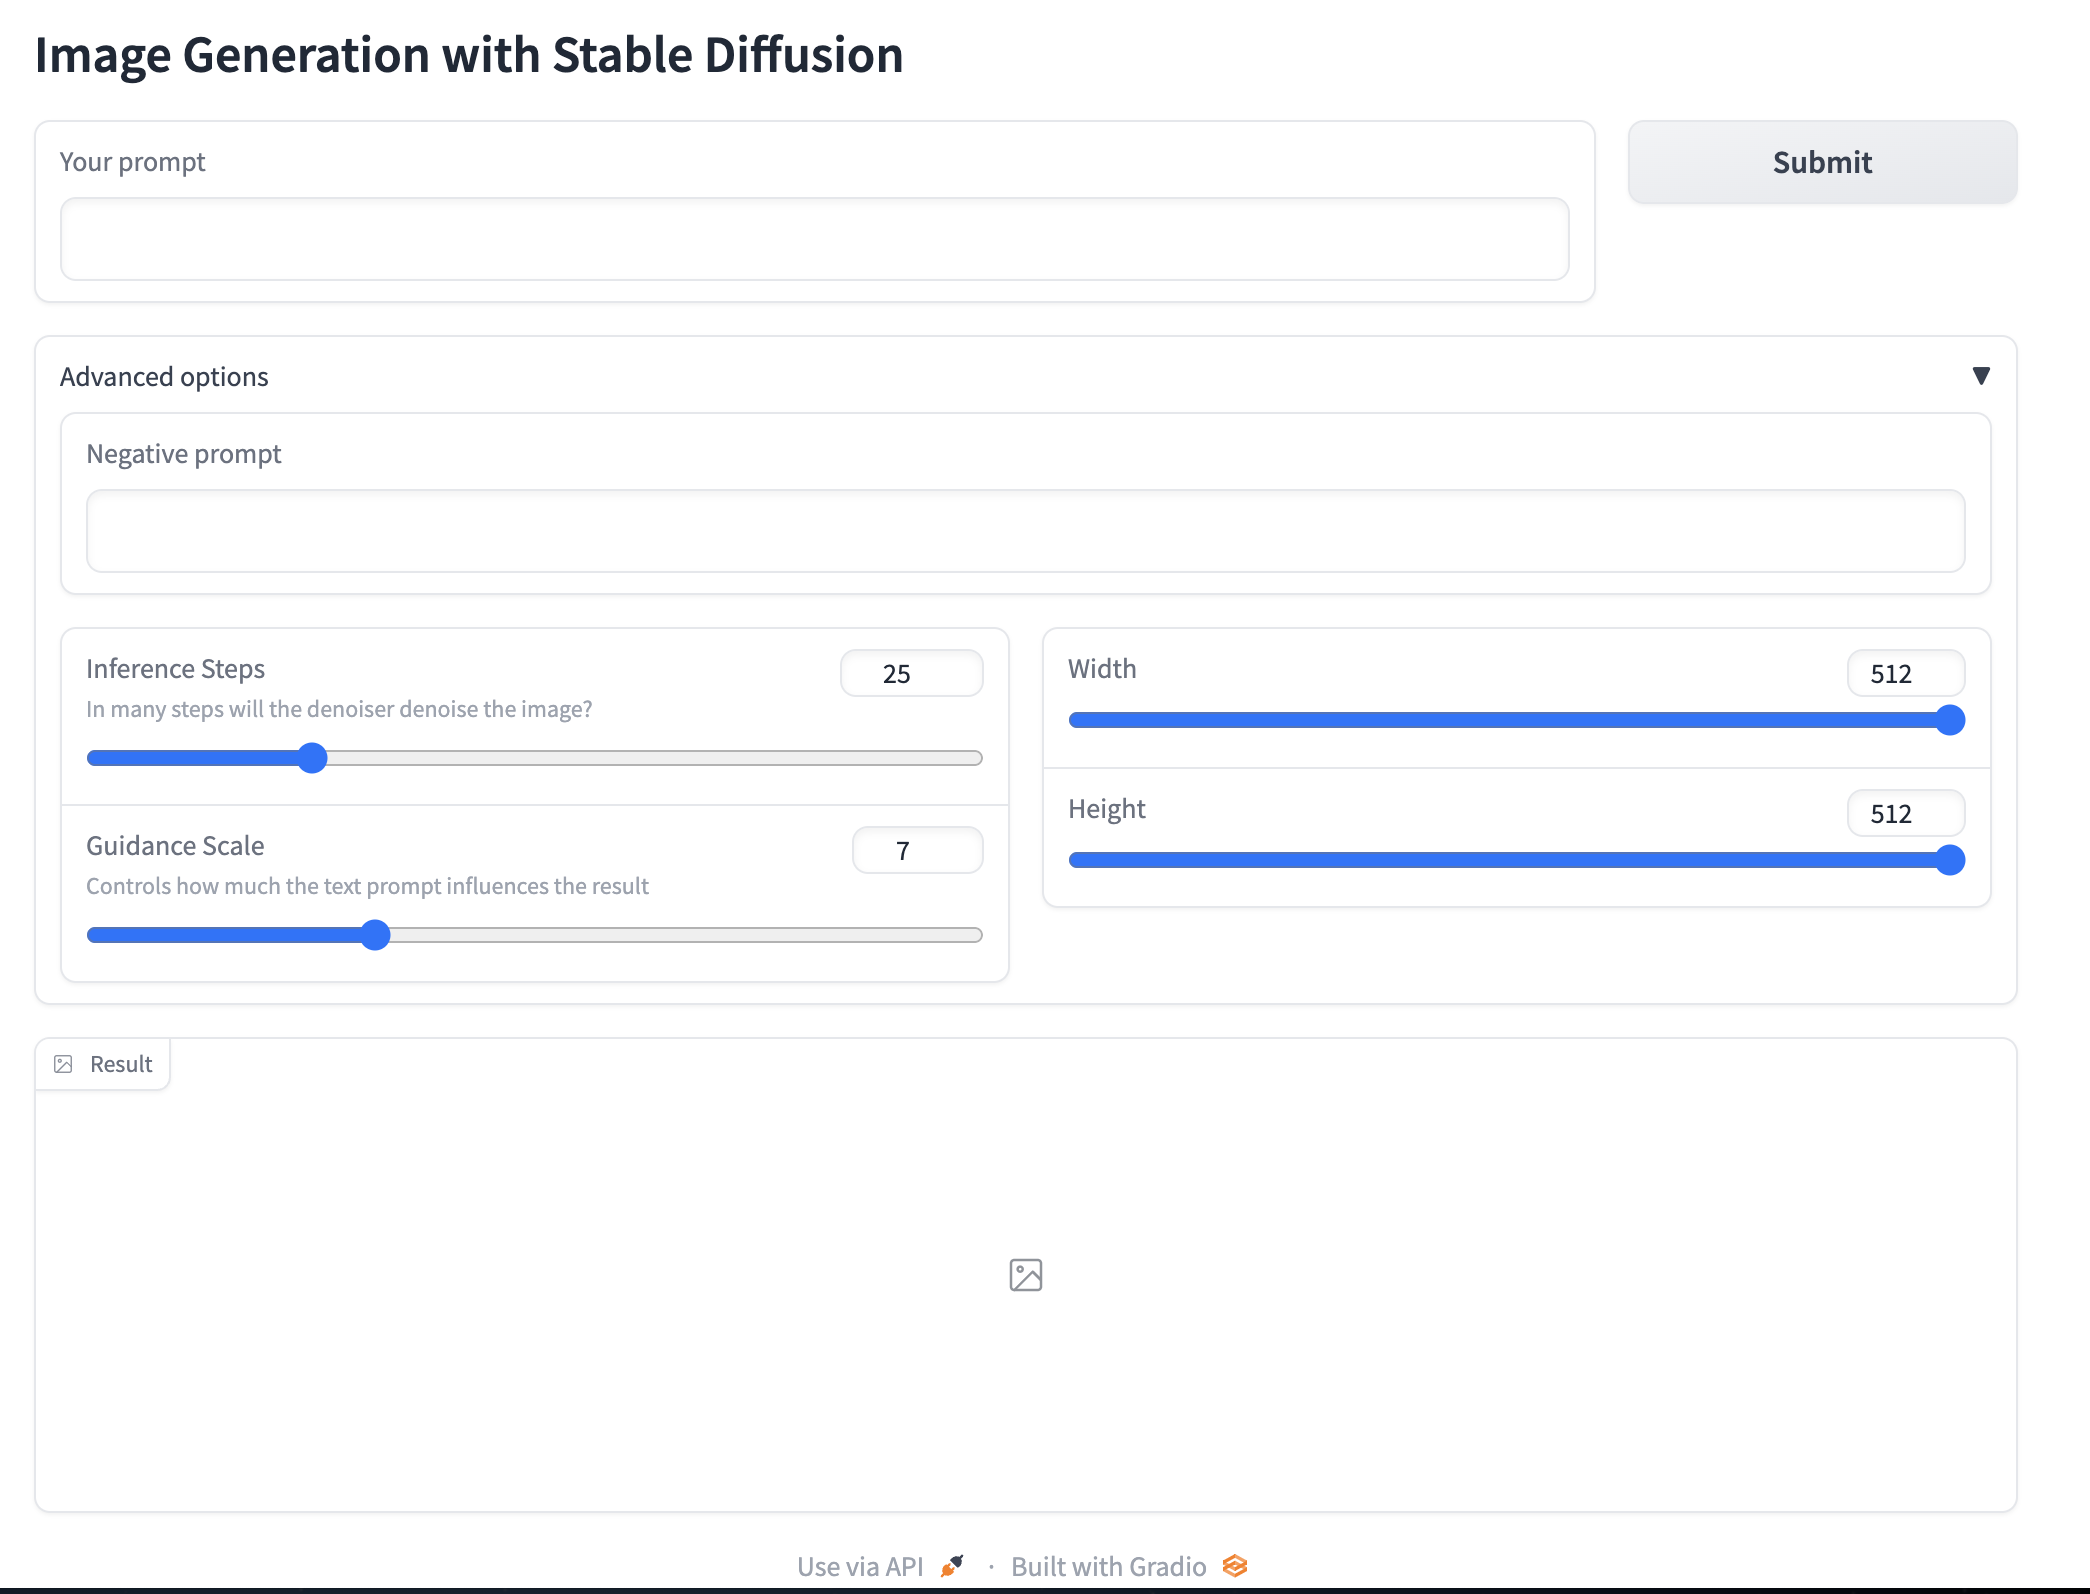 Image Generation with Stable Diffusion
Your prompt
Submit
Advanced options
Negative prompt
Inference Steps
25
In many steps will the denoiser denoise the image?
Guidance Scale
7
Controls how much the text prompt influences the result
Width
512
Height
512
Result
Use via API · Built with Gradio